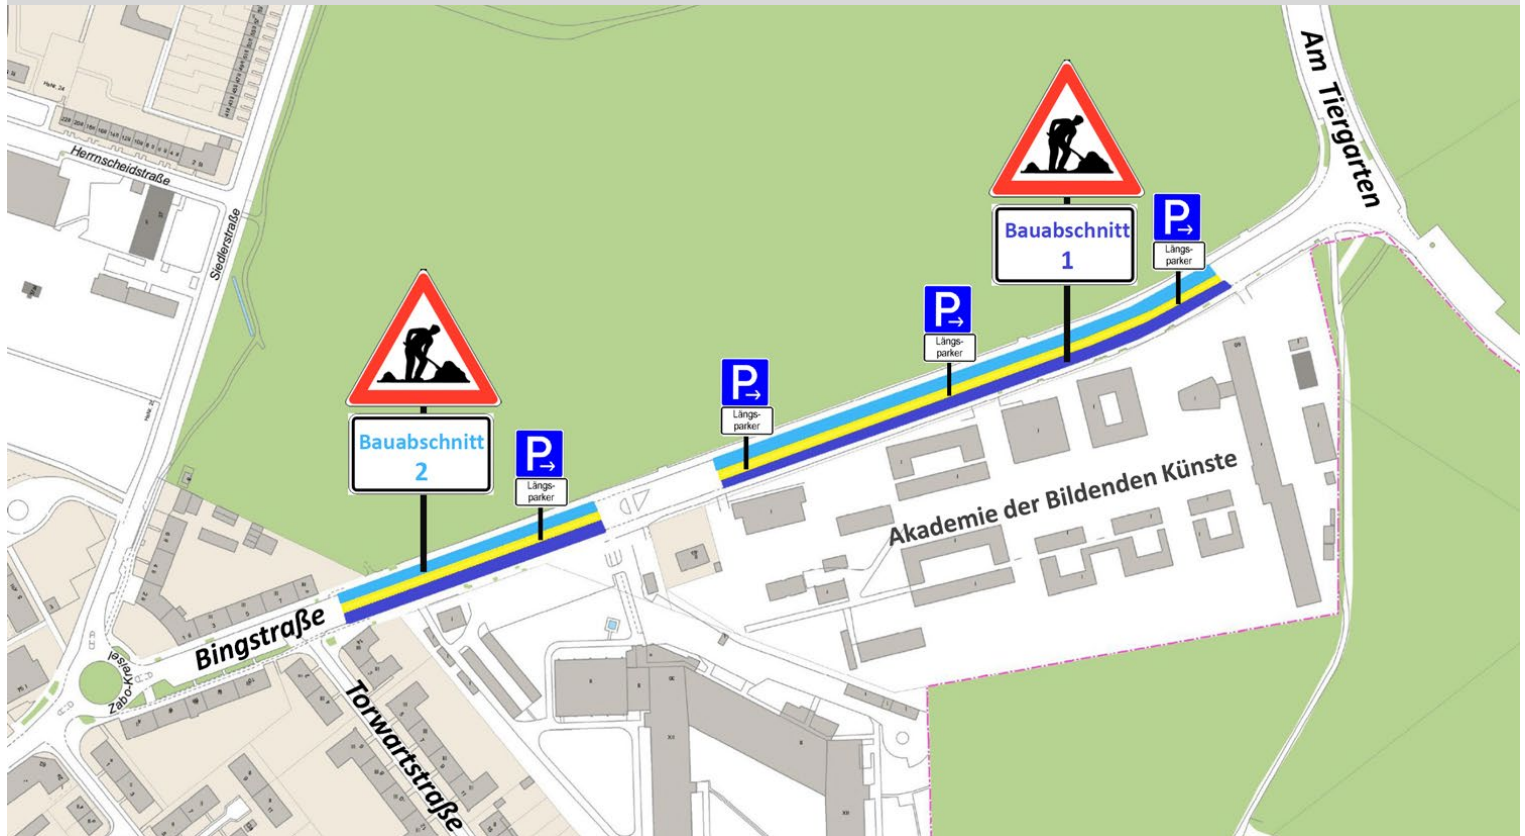 Am Tiergarten
Herrnscheidstraße
Siedlerstraße
Bauabschnitt
1
P
Längs-
parker
P
Längs-
parker
P
Längs-
parker
Bauabschnitt
2
P
Längs-
parker
Akademie der Bildenden Künste
Bingstraße
Zabo-Kreisel
Torwartstraße